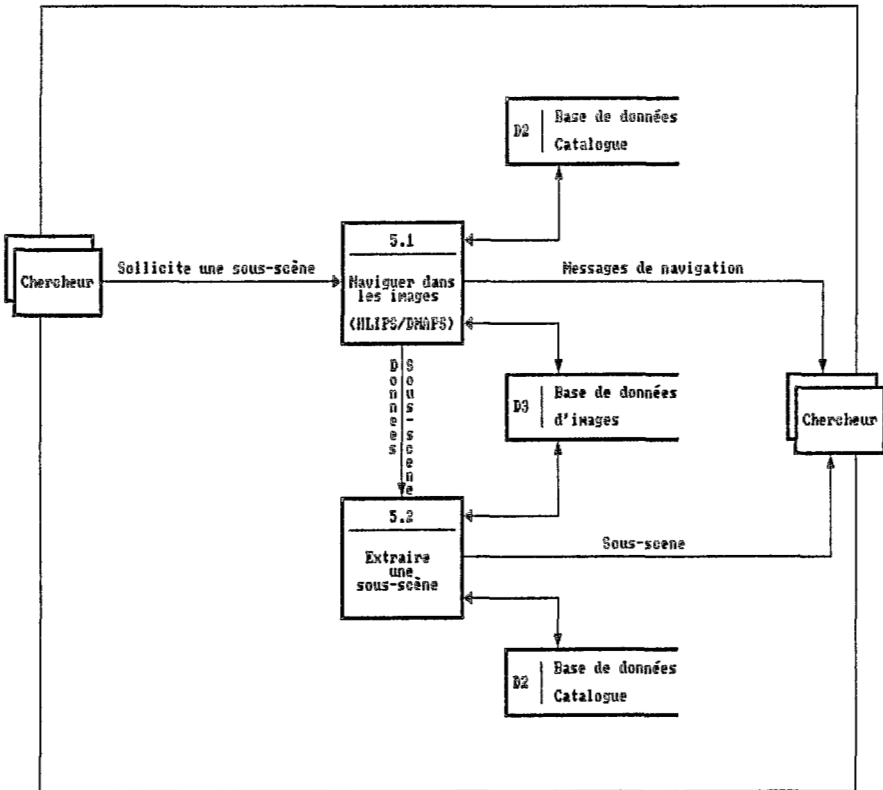 D2
Base de données
Catalogue
5.1
Naviguer dans
les images
(HLIPS/DMAPS)
Chercheur
Sollicite une sous-scène
Messages de navigation
Données
Sous-scene
D3
Base de données
d'images
Chercheur
5.2
Extraire
une
sous-scène
Sous-scene
D2
Base de données
Catalogue